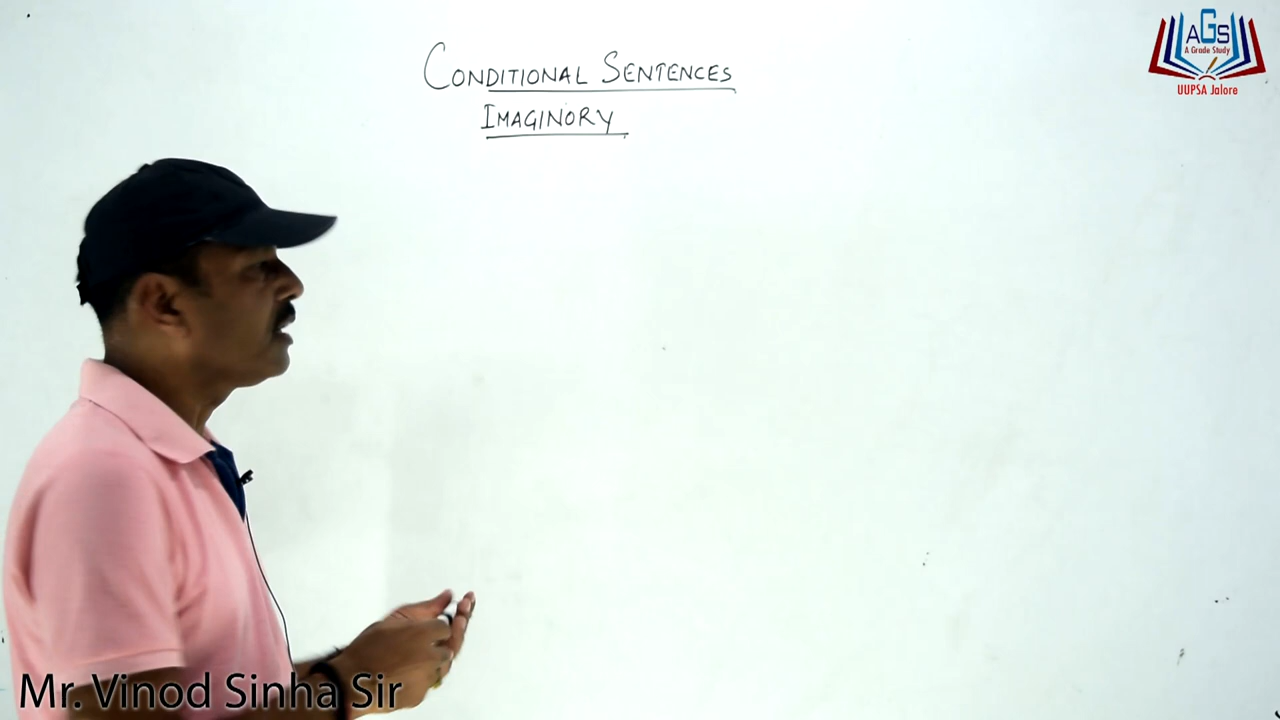 CONDITIONAL SENTENCES
IMAGINORY
AGS
A Grade Study
UUPSA Jalore
Mr. Vinod Sinha Sir